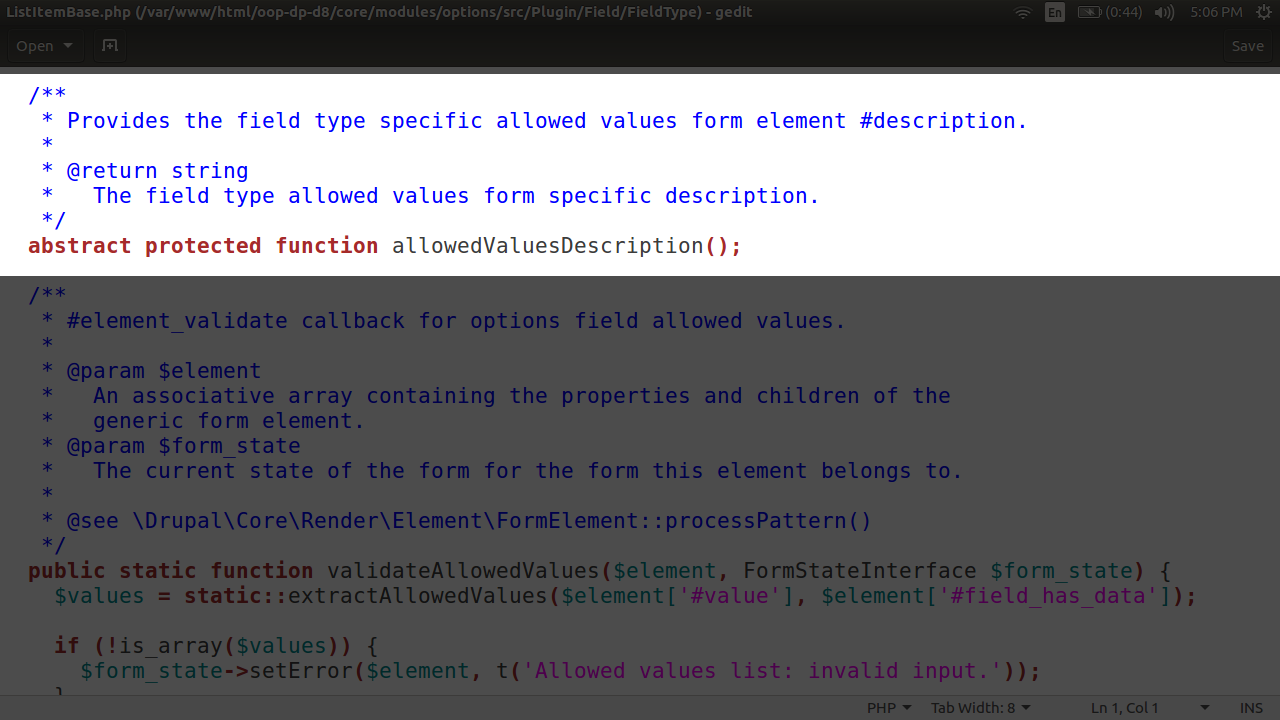 ListItemBase.php (/var/www/html/oop-dp-d8/core/modules/options/src/Plugin/Field/FieldType) - gedit
En
(0:44)
5:06 PM
Open
Save
/**
 * Provides the field type specific allowed values form element #description.
 *
 * @return string
 *   The field type allowed values form specific description.
 */
abstract protected function allowedValuesDescription();
/**
 * #element_validate callback for options field allowed values.
 *
 * @param $element
 *   An associative array containing the properties and children of the
 *   generic form element.
 * @param $form_state
 *   The current state of the form for the form this element belongs to.
 *
 * @see \Drupal\Core\Render\Element\FormElement::processPattern()
 */
public static function validateAllowedValues($element, FormStateInterface $form_state) {
  $values = static::extractAllowedValues($element['#value'], $element['#field_has_data']);
  if (!is_array($values)) {
    $form_state->setError($element, t('Allowed values list: invalid input.'));
  }
PHP
Tab Width: 8
Ln 1, Col 1
INS